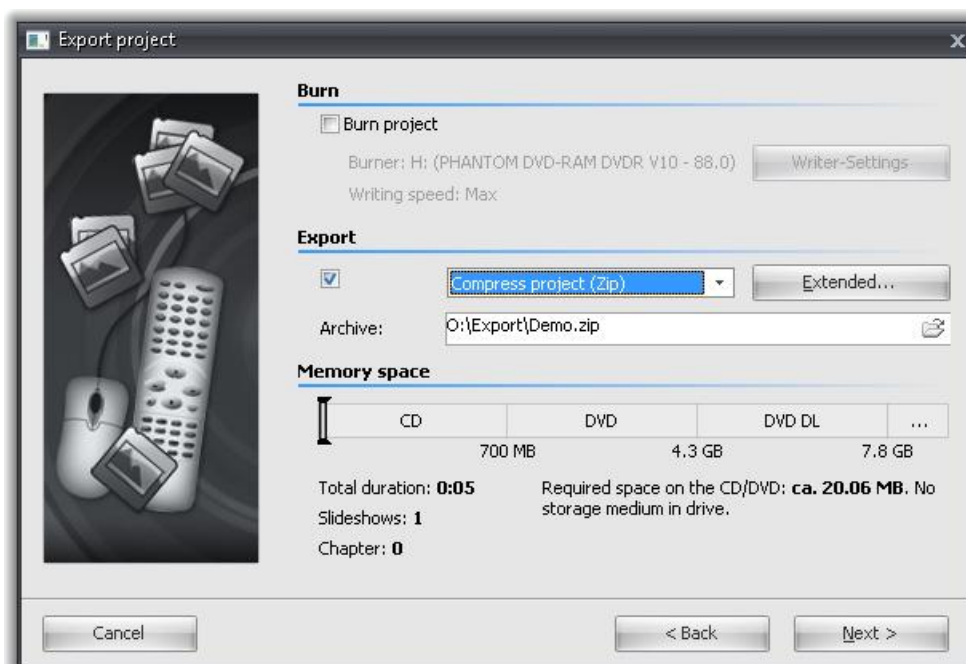 Export project
x
Burn
Burn project
Burner: H: (PHANTOM DVD-RAM DVDR V10 - 88.0)
Writer-Settings
Writing speed: Max
Export
Compress project (Zip)
Extended...
Archive:
O:\Export\Demo.zip
Memory space
CD
DVD
DVD DL
...
700 MB
4.3 GB
7.8 GB
Total duration: 0:05
Required space on the CD/DVD: ca. 20.06 MB. No
storage medium in drive.
Slideshows: 1
Chapter: 0
Cancel
< Back
Next >